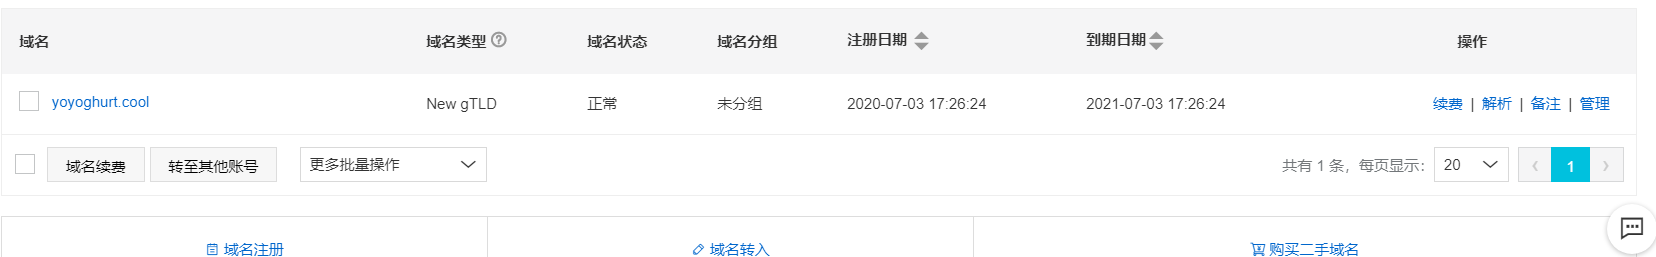 域名 域名类型 域名状态 域名分组 注册日期 到期日期 操作
yoyoghurt.cool New gTLD 正常 未分组 2020-07-03 17:26:24 2021-07-03 17:26:24 续费 | 解析 | 备注 | 管理
域名续费 转至其他账号 更多批量操作 共有 1 条，每页显示： 20 1
域名注册 域名转入 购买二手域名